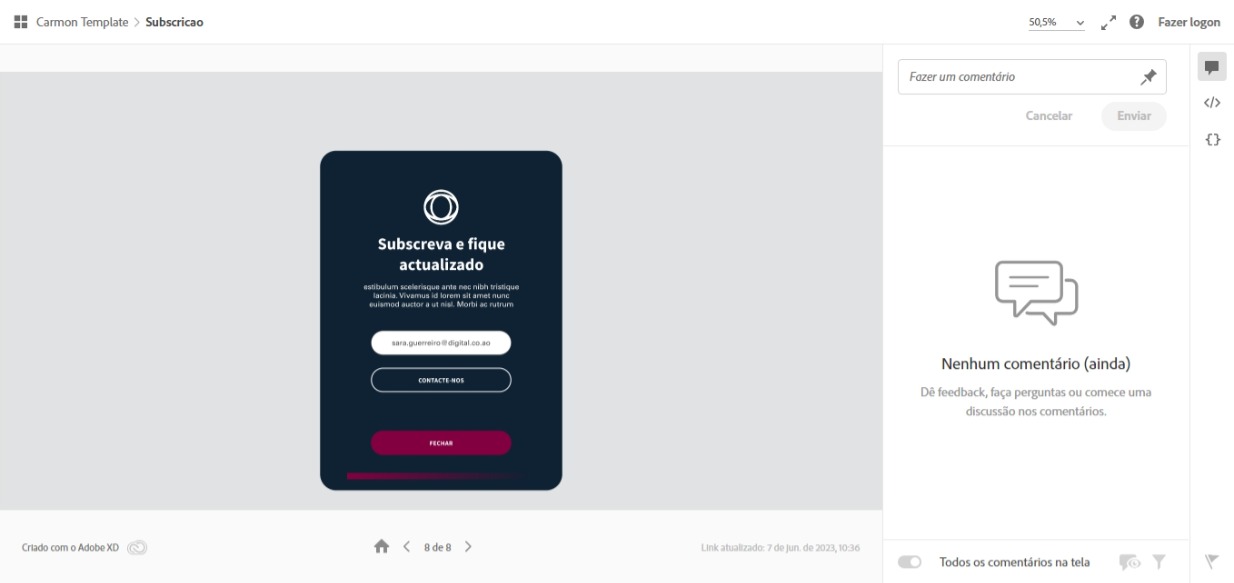 Carmon Template > Subscricao
50,5%
Fazer logon
Fazer um comentário
Cancelar
Enviar
Subscreva e fique
actualizado
estibulum scelerisque ante nec nibh tristique
lacinia. Vivamus id lorem sit amet nunc
euismod auctor a ut nisl. Morbi ac rutrum
sara.guerreiro@digital.co.ao
CONTACTE-NOS
FECHAR
Nenhum comentário (ainda)
Dê feedback, faça perguntas ou comece uma
discussão nos comentários.
Criado com o Adobe XD
8 de 8
Link atualizado: 7 de jun. de 2023, 10:36
Todos os comentários na tela